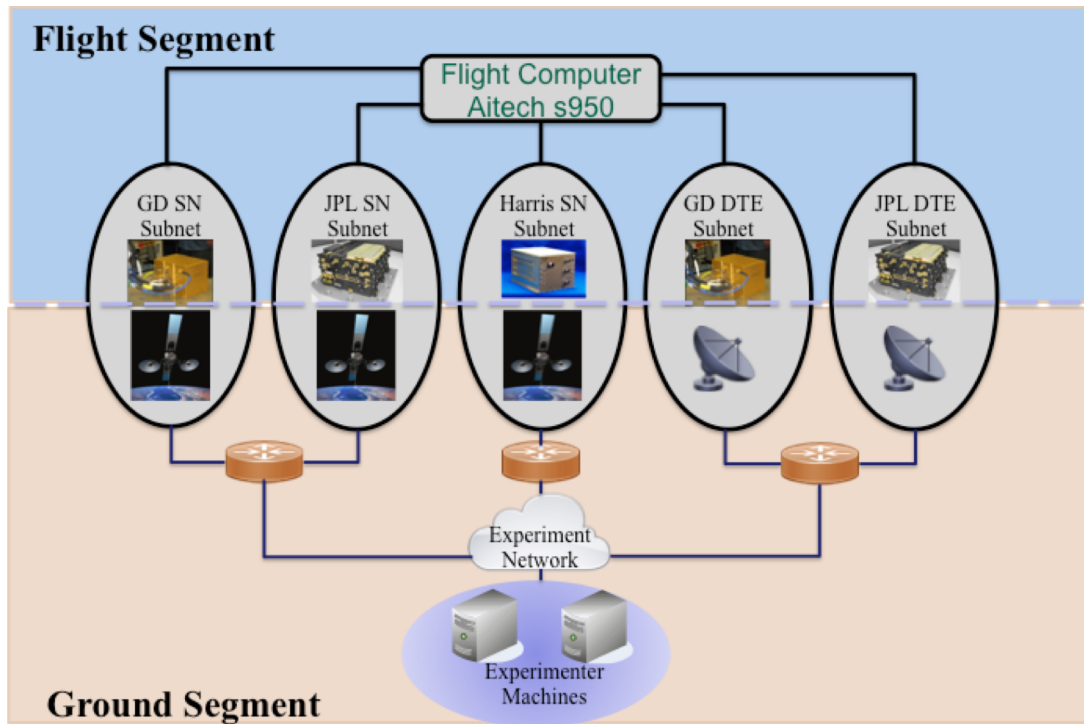 Flight Segment
Flight Computer
Aitech s950
GD SN
Subnet
JPL SN
Subnet
Harris SN
Subnet
GD DTE
Subnet
JPL DTE
Subnet
Experiment
Network
Experimenter
Machines
Ground Segment